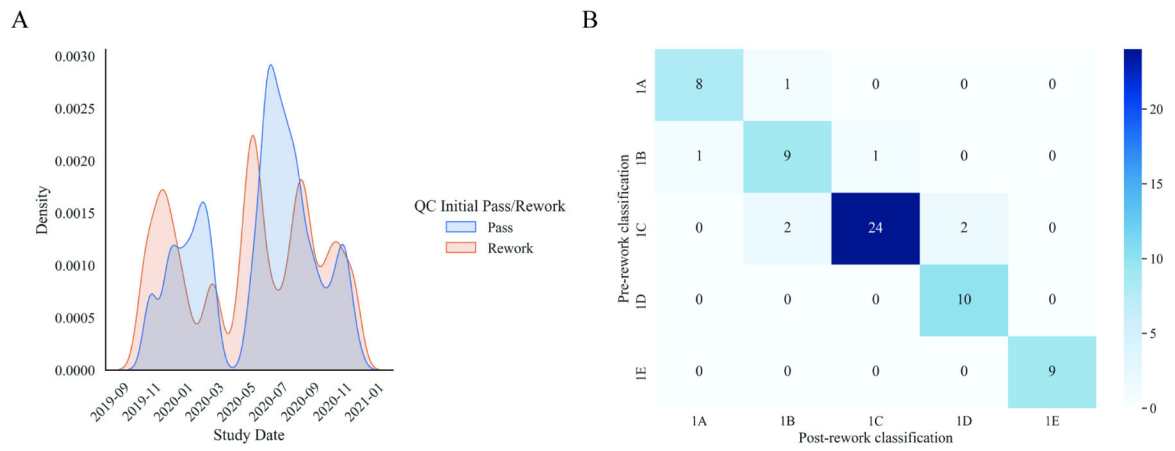 A
0.0030
0.0025
0.0020
0.0015
0.0010
0.0005
0.0000
Density
2019-09
2019-11
2020-01
2020-03
2020-05
2020-07
2020-09
2020-11
2021-01
Study Date
QC Initial Pass/Rework
Pass
Rework
B
Pre-rework classification
1A 8 1 0 0 0
1B 1 9 1 0 0
1C 0 2 24 2 0
1D 0 0 0 10 0
1E 0 0 0 0 9
1A 1B 1C 1D 1E
Post-rework classification
20
15
10
5
0